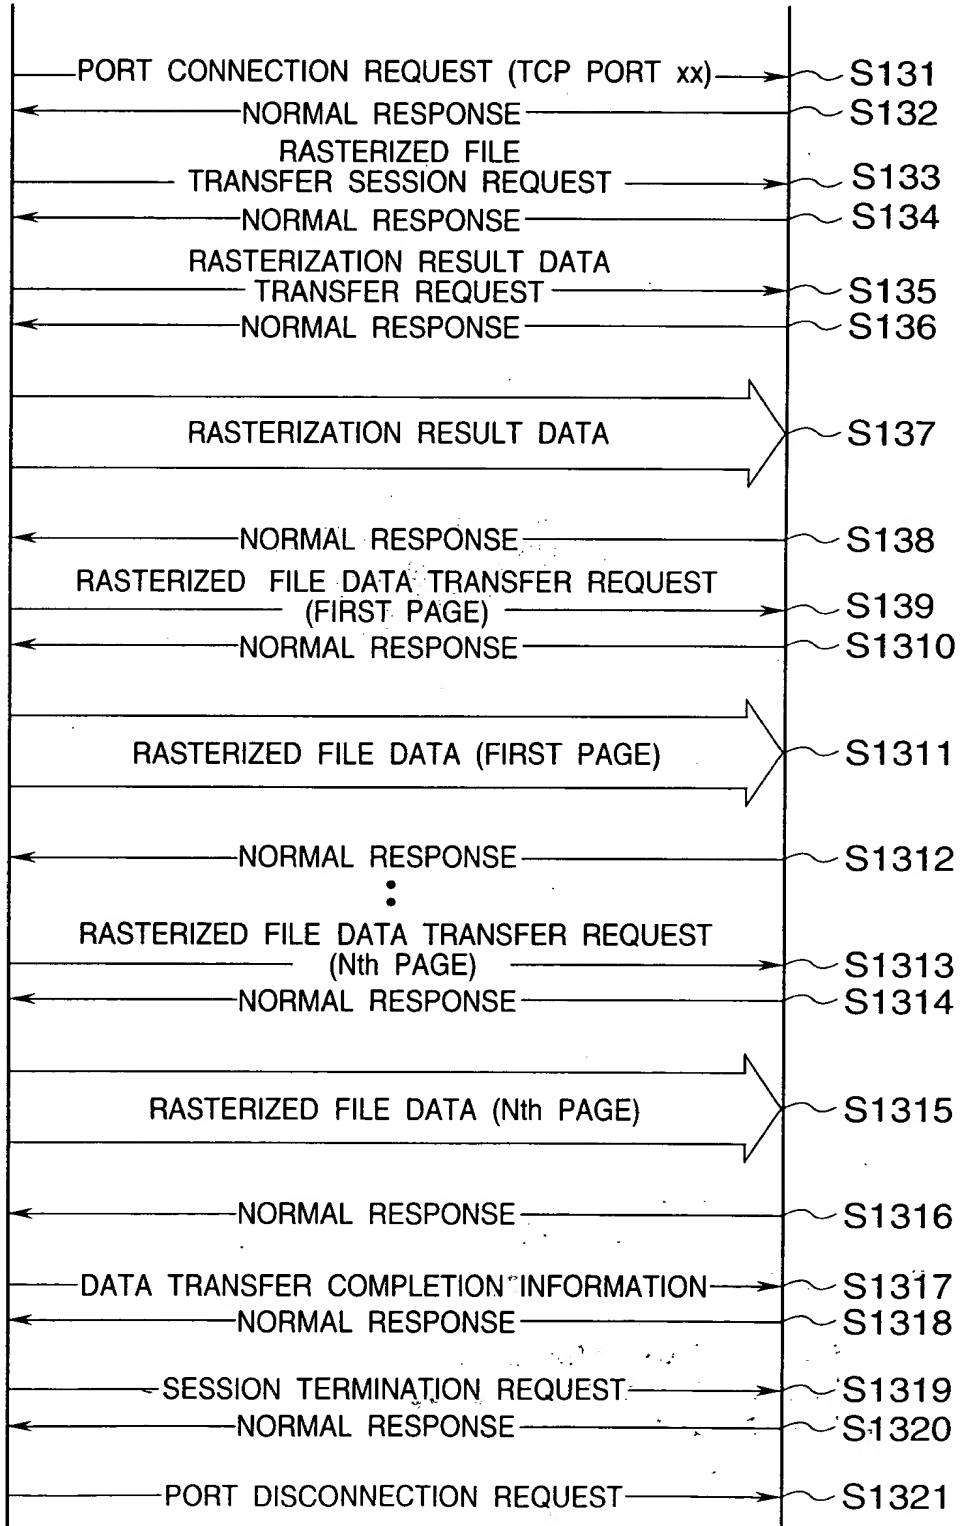 PORT CONNECTION REQUEST (TCP PORT xx) S131
NORMAL RESPONSE S132
RASTERIZED FILE
TRANSFER SESSION REQUEST S133
NORMAL RESPONSE S134
RASTERIZATION RESULT DATA
TRANSFER REQUEST S135
NORMAL RESPONSE S136
RASTERIZATION RESULT DATA S137
NORMAL RESPONSE S138
RASTERIZED FILE DATA TRANSFER REQUEST
(FIRST PAGE) S139
NORMAL RESPONSE S1310
RASTERIZED FILE DATA (FIRST PAGE) S1311
NORMAL RESPONSE S1312
RASTERIZED FILE DATA TRANSFER REQUEST
(Nth PAGE) S1313
NORMAL RESPONSE S1314
RASTERIZED FILE DATA (Nth PAGE) S1315
NORMAL RESPONSE S1316
DATA TRANSFER COMPLETION INFORMATION S1317
NORMAL RESPONSE S1318
SESSION TERMINATION REQUEST S1319
NORMAL RESPONSE S1320
PORT DISCONNECTION REQUEST S1321